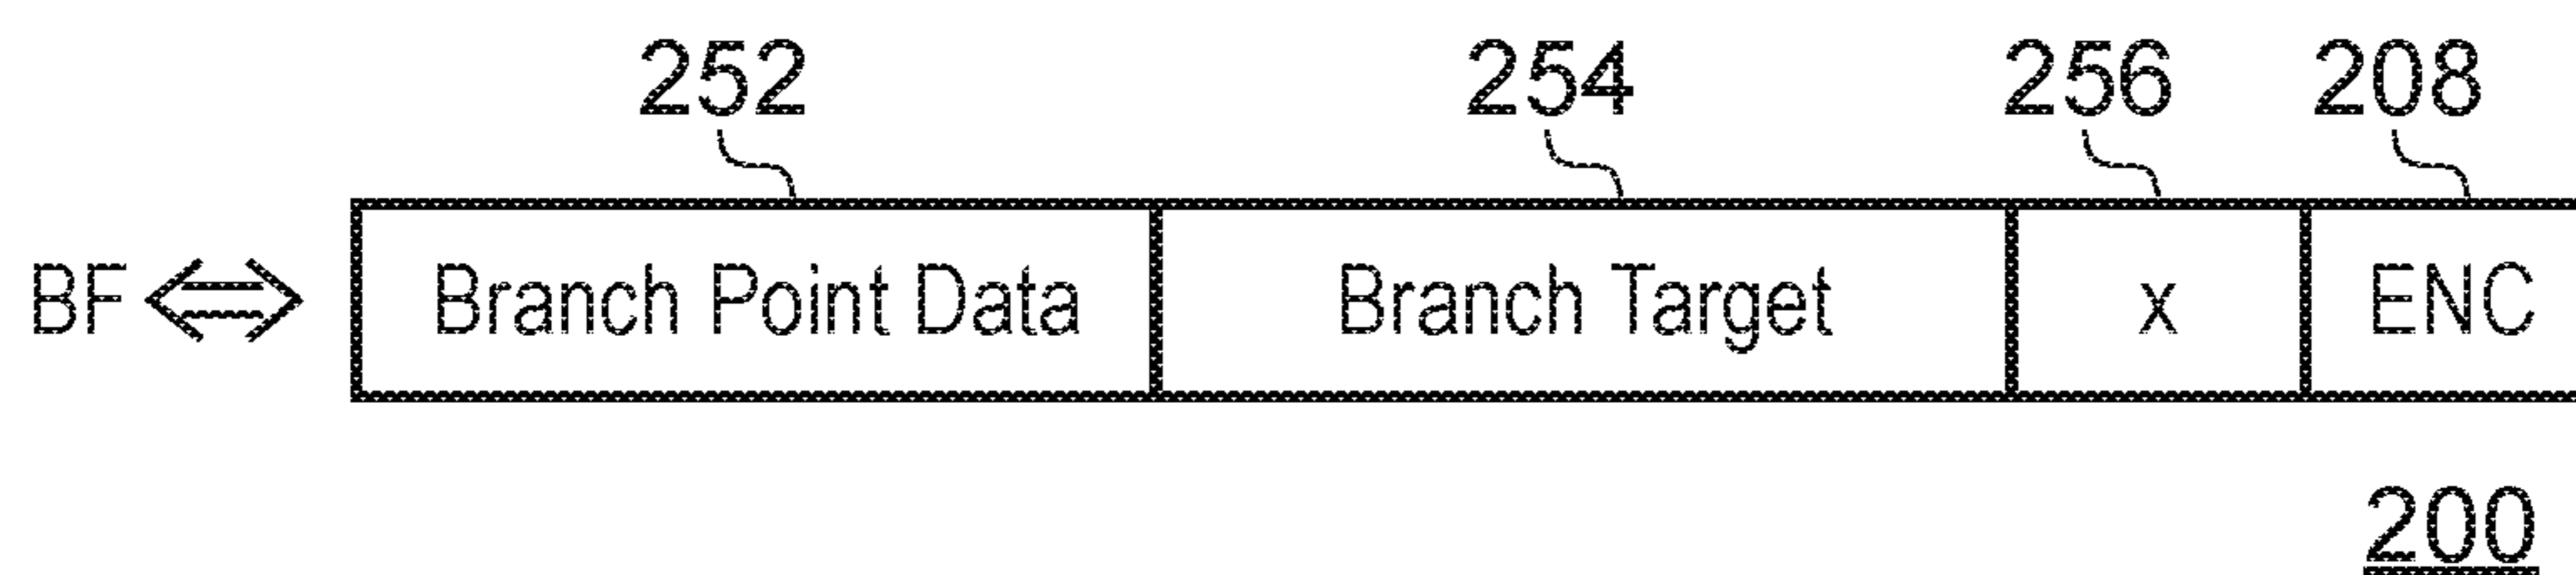 252 254 256 208
BF ⇔ Branch Point Data Branch Target x ENC
200